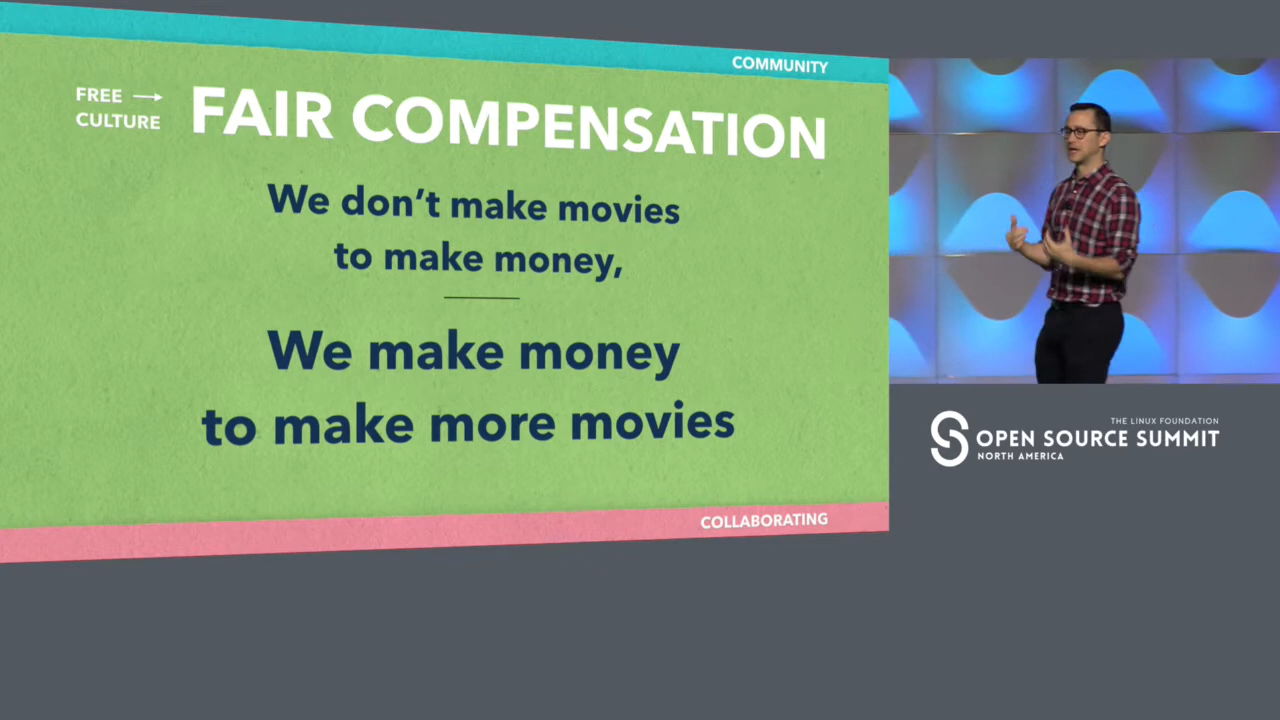 COMMUNITY
FREE →
CULTURE
FAIR COMPENSATION
We don’t make movies
to make money,
We make money
to make more movies
COLLABORATING
THE LINUX FOUNDATION
OPEN SOURCE SUMMIT
NORTH AMERICA